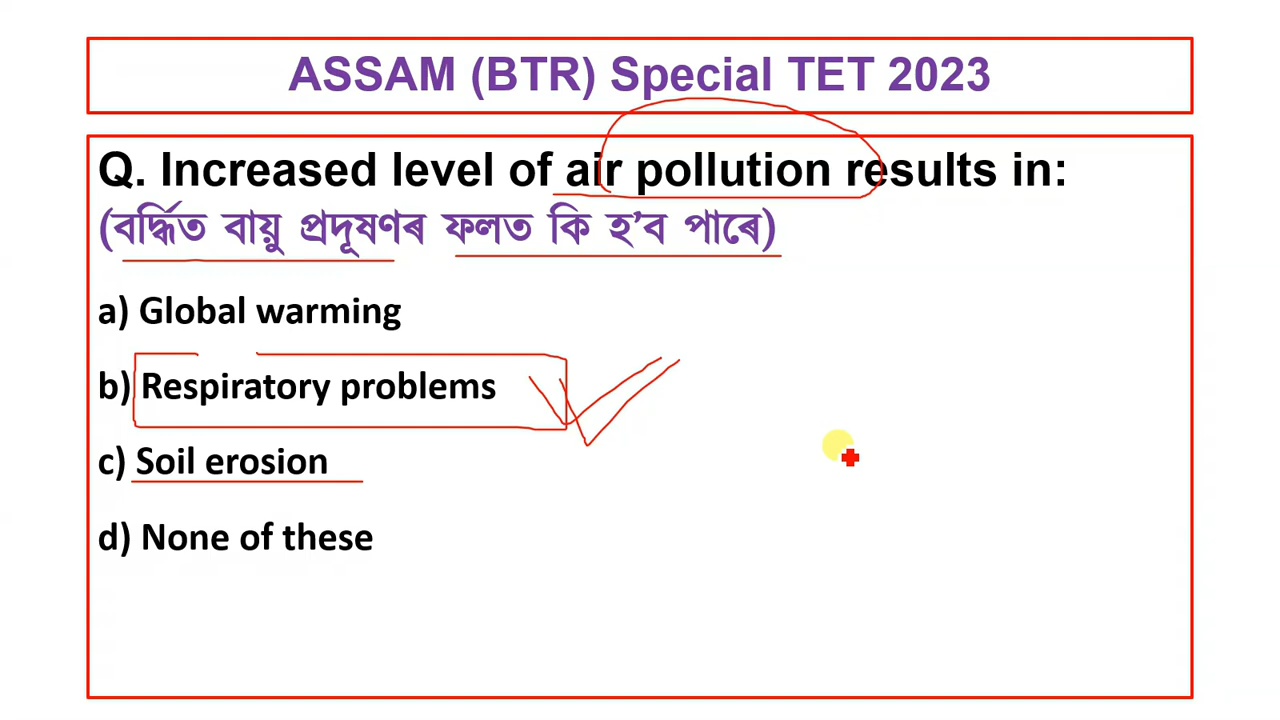 ASSAM (BTR) Special TET 2023
Q. Increased level of air pollution results in:
(বৰ্দ্ধিত বায়ু প্ৰদূষণৰ ফলত কি হ’ব পাৰে)
a) Global warming
b) Respiratory problems
c) Soil erosion
d) None of these